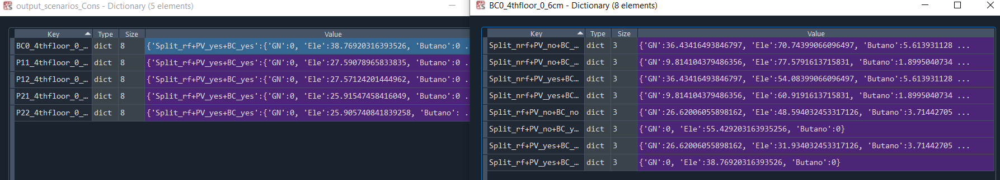 output_scenarios_Cons - Dictionary (5 elements)
Key Type Size Value
BC0_4thfloor_0_... dict 8 {'Split_rf+PV_yes+BC_yes':{'GN':0, 'Ele':38.76920316393526, 'Butano':0 ...
P11_4thfloor_0_... dict 8 {'Split_rf+PV_yes+BC_yes':{'GN':0, 'Ele':27.59078965833835, 'Butano':0 ...
P12_4thfloor_0_... dict 8 {'Split_rf+PV_yes+BC_yes':{'GN':0, 'Ele':27.57124201444962, 'Butano':0 ...
P21_4thfloor_0_... dict 8 {'Split_rf+PV_yes+BC_yes':{'GN':0, 'Ele':25.91547458416049, 'Butano':0 ...
P22_4thfloor_0_... dict 8 {'Split_rf+PV_yes+BC_yes':{'GN':0, 'Ele':25.905740841839258, 'Butano': ...
BC0_4thfloor_0_6cm - Dictionary (8 elements)
Key Type Size Value
Split_nrf+PV_no+BC_... dict 3 {'GN':36.43416493846797, 'Ele':70.74399066096497, 'Butano':5.613931128 ...
Split_nrf+PV_no+BC_... dict 3 {'GN':9.814104379486356, 'Ele':77.5791613715831, 'Butano':1.8995040734 ...
Split_nrf+PV_yes+BC... dict 3 {'GN':36.43416493846797, 'Ele':54.08399066096497, 'Butano':5.613931128 ...
Split_nrf+PV_yes+BC... dict 3 {'GN':9.814104379486356, 'Ele':60.9191613715831, 'Butano':1.8995040734 ...
Split_rf+PV_no+BC_no dict 3 {'GN':26.62006055898162, 'Ele':48.594032453317126, 'Butano':3.71442705 ...
Split_rf+PV_no+BC_y... dict 3 {'GN':0, 'Ele':55.429203163935256, 'Butano':0}
Split_rf+PV_yes+BC_... dict 3 {'GN':26.62006055898162, 'Ele':31.934032453317126, 'Butano':3.71442705 ...
Split_rf+PV_yes+BC_... dict 3 {'GN':0, 'Ele':38.76920316393526, 'Butano':0}